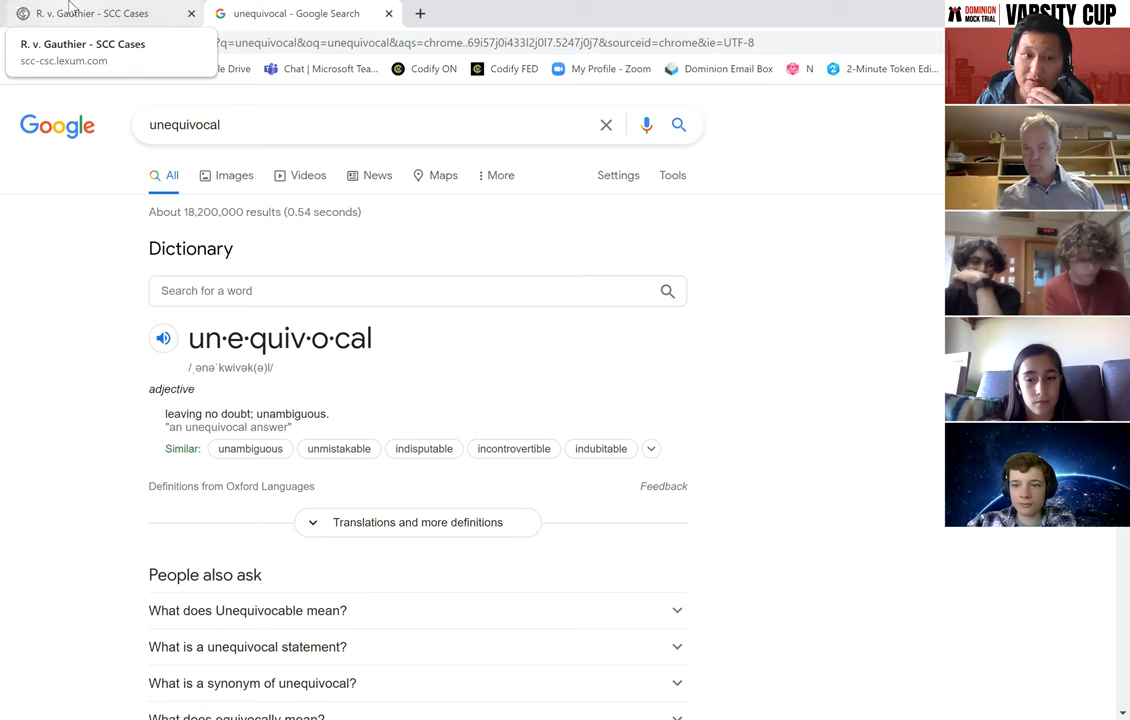 R. v. Gauthier - SCC Cases
unequivocal - Google Search
R. v. Gauthier - SCC Cases
scc-csc.lexum.com
?q=unequivocal&oq=unequivocal&aqs=chrome..69i57j0i433l2j0l7.5247j0j7&sourceid=chrome&ie=UTF-8
gle Drive
Chat | Microsoft Tea...
Codify ON
Codify FED
My Profile - Zoom
Dominion Email Box
N
2-Minute Token Edi...
DOMINION
MOCK TRIAL
VARSITY CUP
Google
unequivocal
All
Images
Videos
News
Maps
More
Settings
Tools
About 18,200,000 results (0.54 seconds)
Dictionary
Search for a word
un·e·quiv·o·cal
/ˌənəˈkwivək(ə)l/
adjective
leaving no doubt; unambiguous.
"an unequivocal answer"
Similar:
unambiguous
unmistakable
indisputable
incontrovertible
indubitable
Definitions from Oxford Languages
Feedback
Translations and more definitions
People also ask
What does Unequivocable mean?
What is a unequivocal statement?
What is a synonym of unequivocal?
What does equivocally mean?